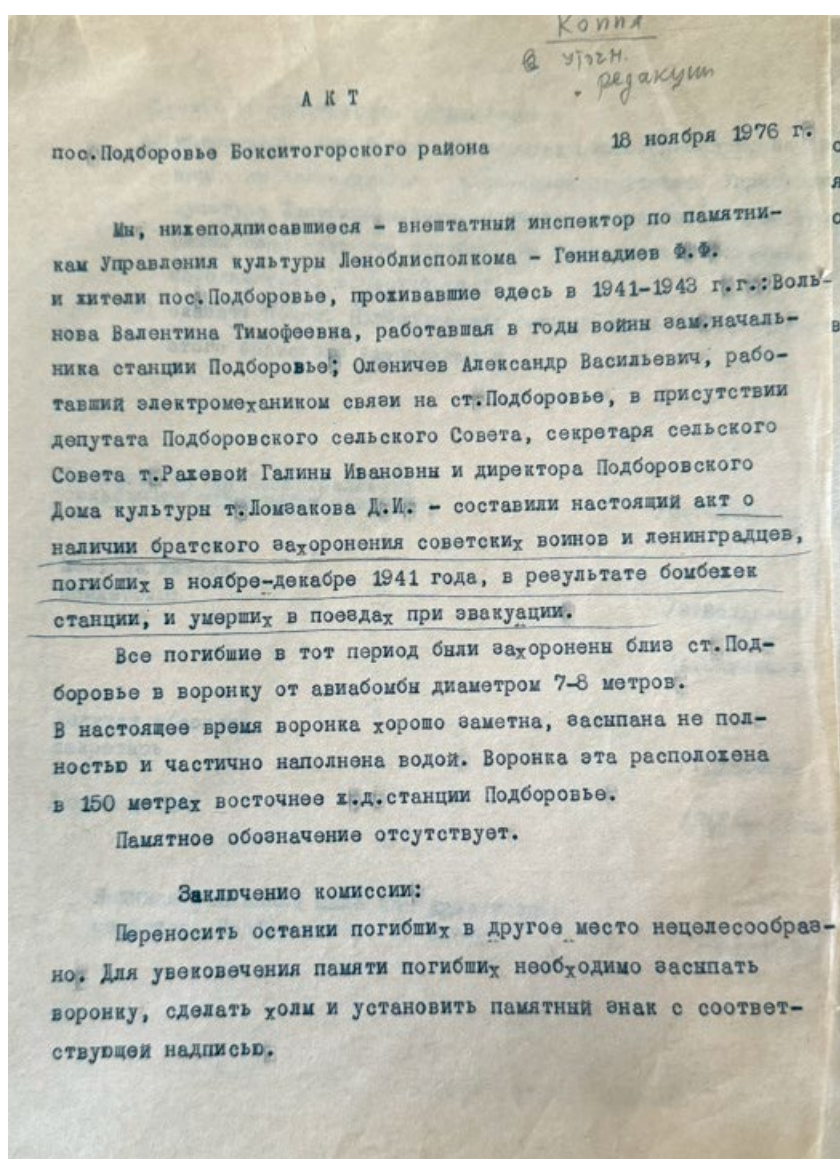 Копия
в уточн.
редакции
АКТ
пос.Подборовье Бокситогорского района
18 ноября 1976 г.
Мы, нижеподписавшиеся - внештатный инспектор по памятни-
кам Управления культуры Леноблисполкома - Геннадиев Ф.Ф.
и жители пос.Подборовье, проживавшие здесь в 1941-1943 г.г.:Воль-
нова Валентина Тимофеевна, работавшая в годы войны зам.началь-
ника станции Подборовье; Оленичев Александр Васильевич, рабо-
тавший электромехаником связи на ст.Подборовье, в присутствии
депутата Подборовского сельского Совета, секретаря сельского
Совета т.Ражевой Галины Ивановны и директора Подборовского
Дома культуры т.Ломзакова Д.И. - составили настоящий акт о
наличии братского захоронения советских воинов и ленинградцев,
погибших в ноябре-декабре 1941 года, в результате бомбежек
станции, и умерших в поездах при эвакуации.
Все погибшие в тот период были захоронены близ ст.Под-
боровье в воронку от авиабомбы диаметром 7-8 метров.
В настоящее время воронка хорошо заметна, засыпана не пол-
ностью и частично наполнена водой. Воронка эта расположена
в 150 метрах восточнее ж.д.станции Подборовье.
Памятное обозначение отсутствует.
Заключение комиссии:
Переносить останки погибших в другое место нецелесообраз-
но. Для увековечения памяти погибших необходимо засыпать
воронку, сделать холм и установить памятный знак с соответ-
ствующей надписью.